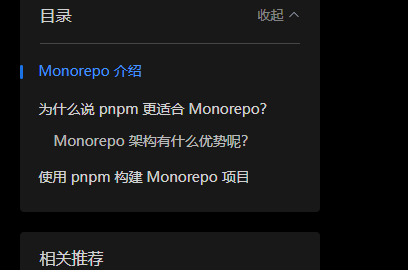 目录
收起
Monorepo 介绍
为什么说 pnpm 更适合 Monorepo？
Monorepo 架构有什么优势呢？
使用 pnpm 构建 Monorepo 项目
相关推荐